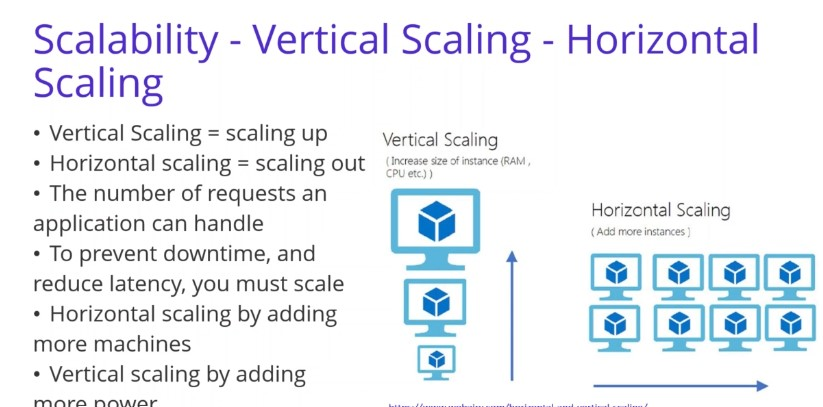 Scalability - Vertical Scaling - Horizontal
Scaling
• Vertical Scaling = scaling up
• Horizontal scaling = scaling out
• The number of requests an
application can handle
• To prevent downtime, and
reduce latency, you must scale
• Horizontal scaling by adding
more machines
• Vertical scaling by adding
more power
Vertical Scaling
( Increase size of instance (RAM ,
CPU etc.) )
Horizontal Scaling
( Add more instances )